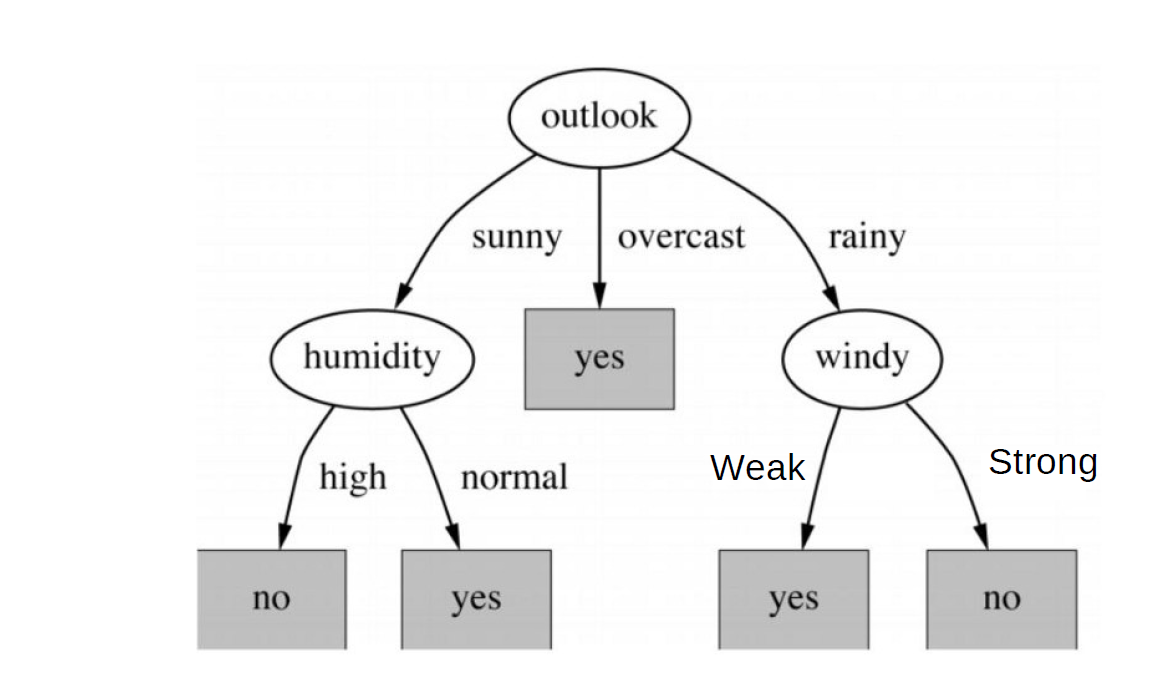 outlook
sunny
overcast
rainy
humidity
yes
windy
high
normal
Weak
Strong
no
yes
yes
no